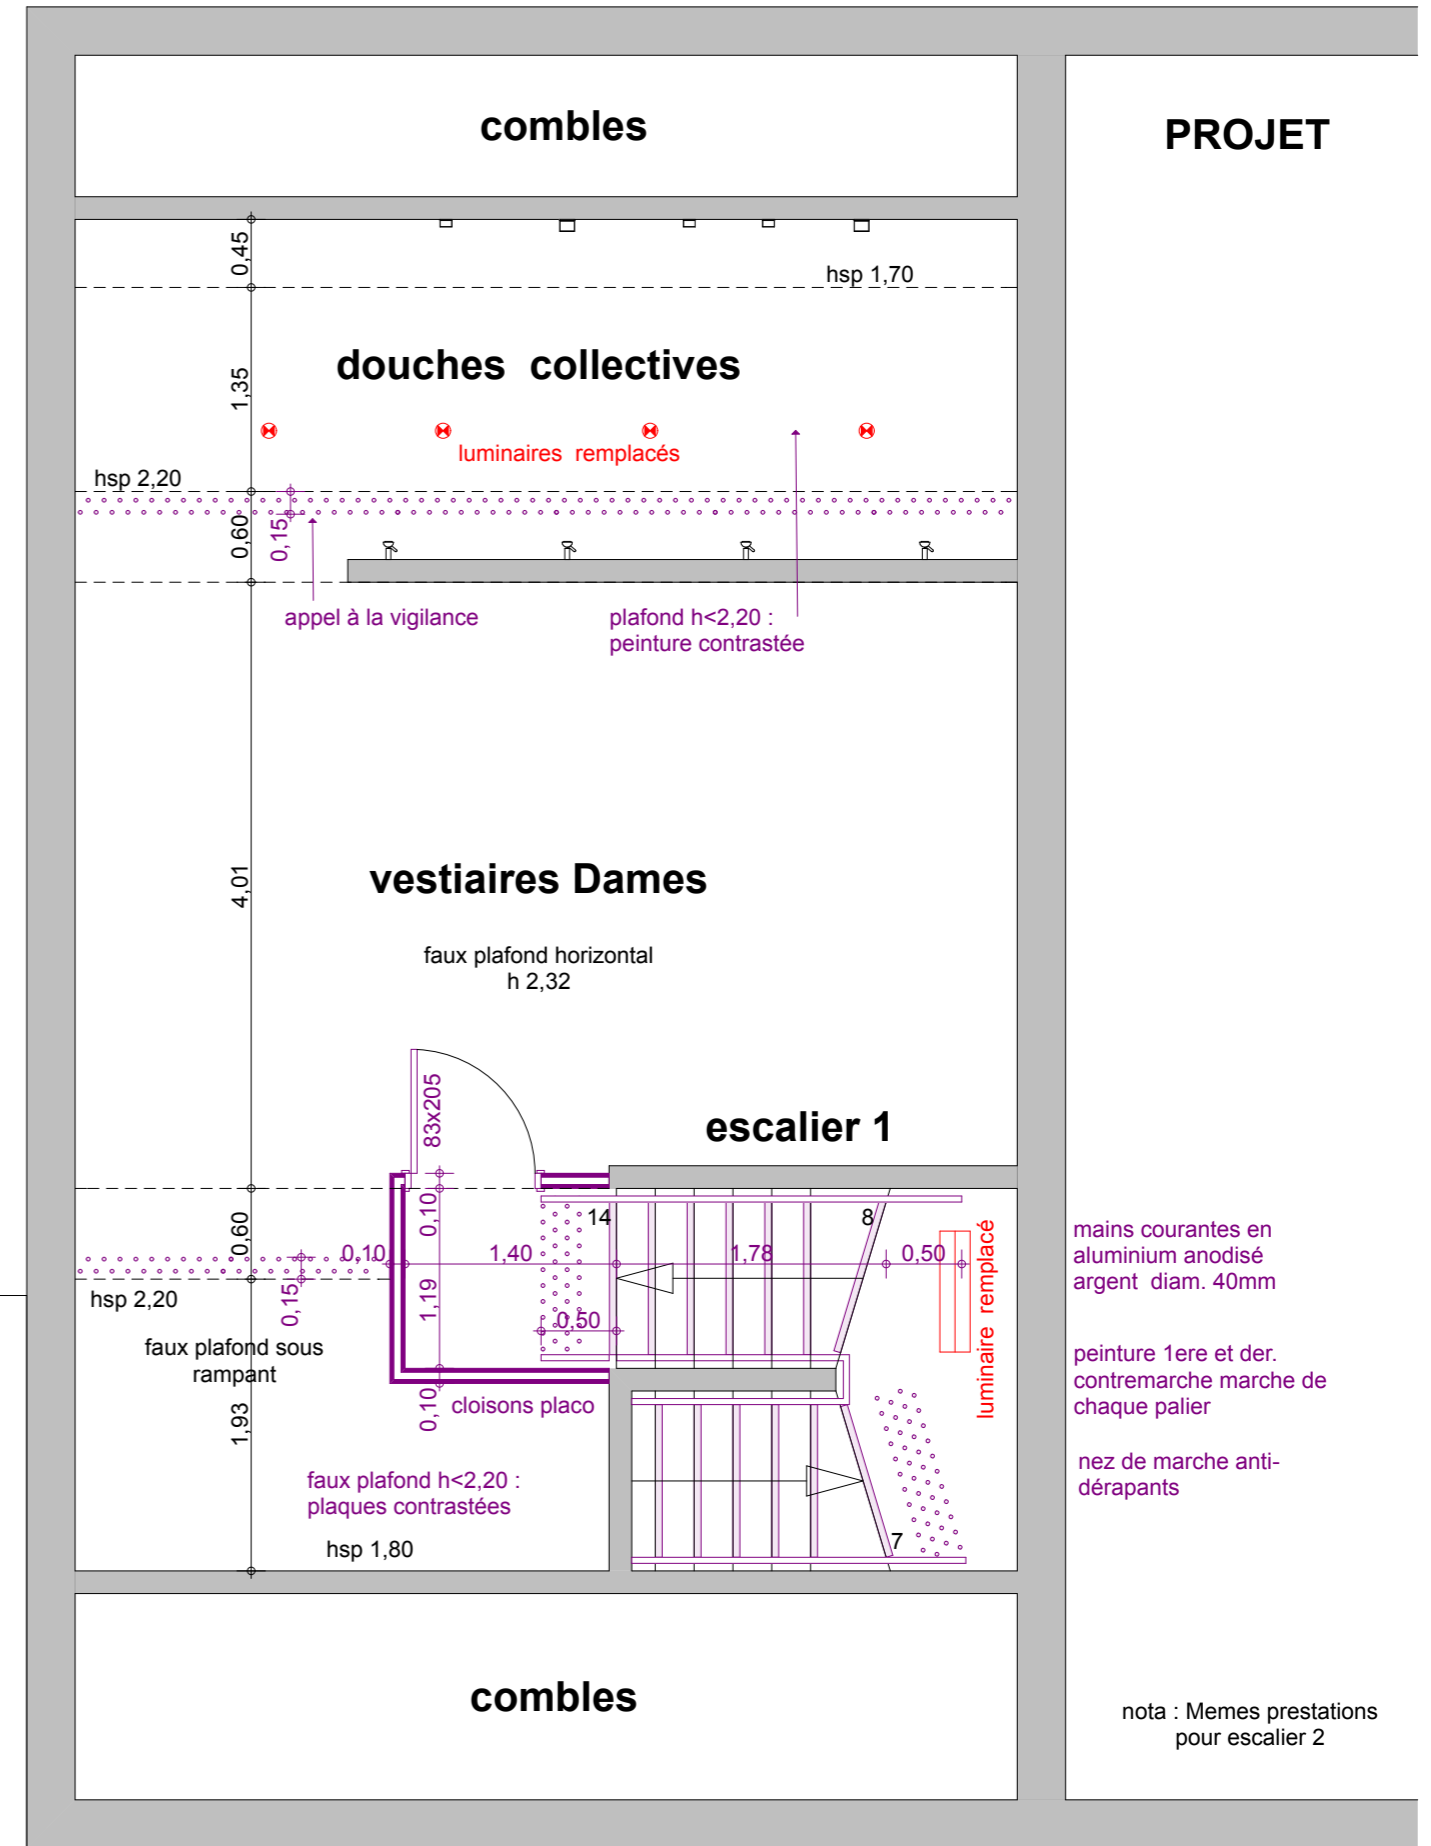 combles
PROJET
0,45
hsp 1,70
douches  collectives
1,35
luminaires  remplacés
hsp 2,20
0,60
0,15
appel à la vigilance
plafond h<2,20 :
peinture contrastée
4,01
vestiaires Dames
faux plafond horizontal
h 2,32
83x205
escalier 1
0,60
0,10
14
8
0,10
1,40
1,78
0,50
mains courantes en
aluminium anodisé
argent  diam. 40mm
hsp 2,20
0,15
1,19
0,50
luminaire  remplacé
faux plafond sous
rampant
peinture 1ere et der.
contremarche marche de
chaque palier
1,93
0,10
cloisons placo
nez de marche anti-
dérapants
faux plafond h<2,20 :
plaques contrastées
hsp 1,80
7
combles
nota : Memes prestations
pour escalier 2